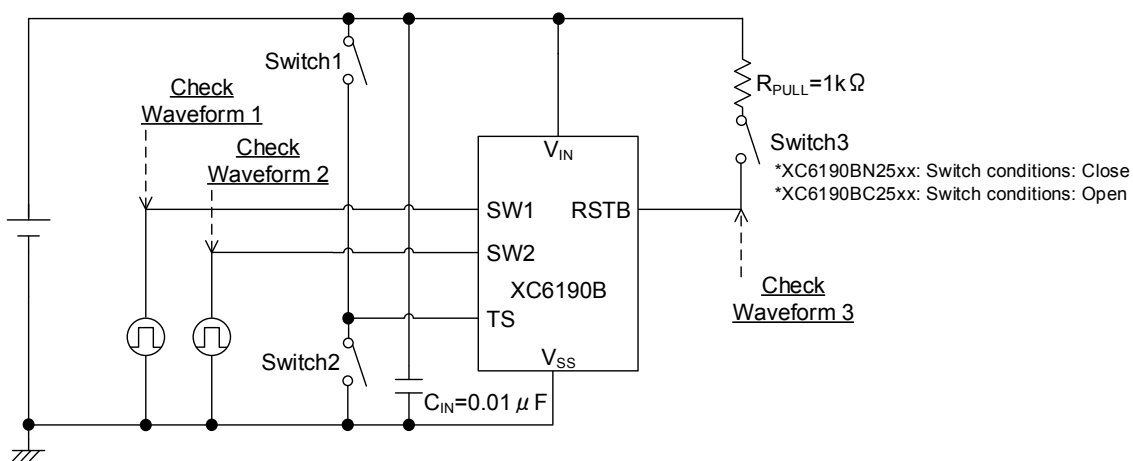 Switch1
Check
Waveform 1
Check
Waveform 2
R_PULL=1kΩ
Switch3
*XC6190BN25xx: Switch conditions: Close
*XC6190BC25xx: Switch conditions: Open
V_IN
SW1
RSTB
SW2
XC6190B
TS
Check
Waveform 3
V_SS
Switch2
C_IN=0.01μF